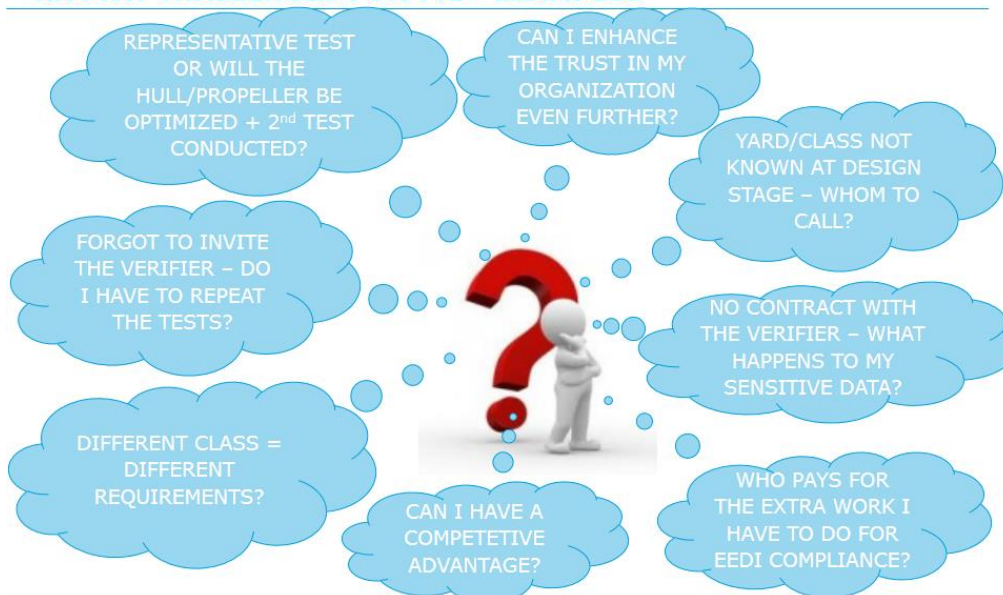 REPRESENTATIVE TEST
OR WILL THE
HULL/PROPELLER BE
OPTIMIZED + 2nd TEST
CONDUCTED?
CAN I ENHANCE
THE TRUST IN MY
ORGANIZATION
EVEN FURTHER?
YARD/CLASS NOT
KNOWN AT DESIGN
STAGE – WHOM TO
CALL?
FORGOT TO INVITE
THE VERIFIER – DO
I HAVE TO REPEAT
THE TESTS?
NO CONTRACT WITH
THE VERIFIER – WHAT
HAPPENS TO MY
SENSITIVE DATA?
DIFFERENT CLASS =
DIFFERENT
REQUIREMENTS?
CAN I HAVE A
COMPETETIVE
ADVANTAGE?
WHO PAYS FOR
THE EXTRA WORK I
HAVE TO DO FOR
EEDI COMPLIANCE?